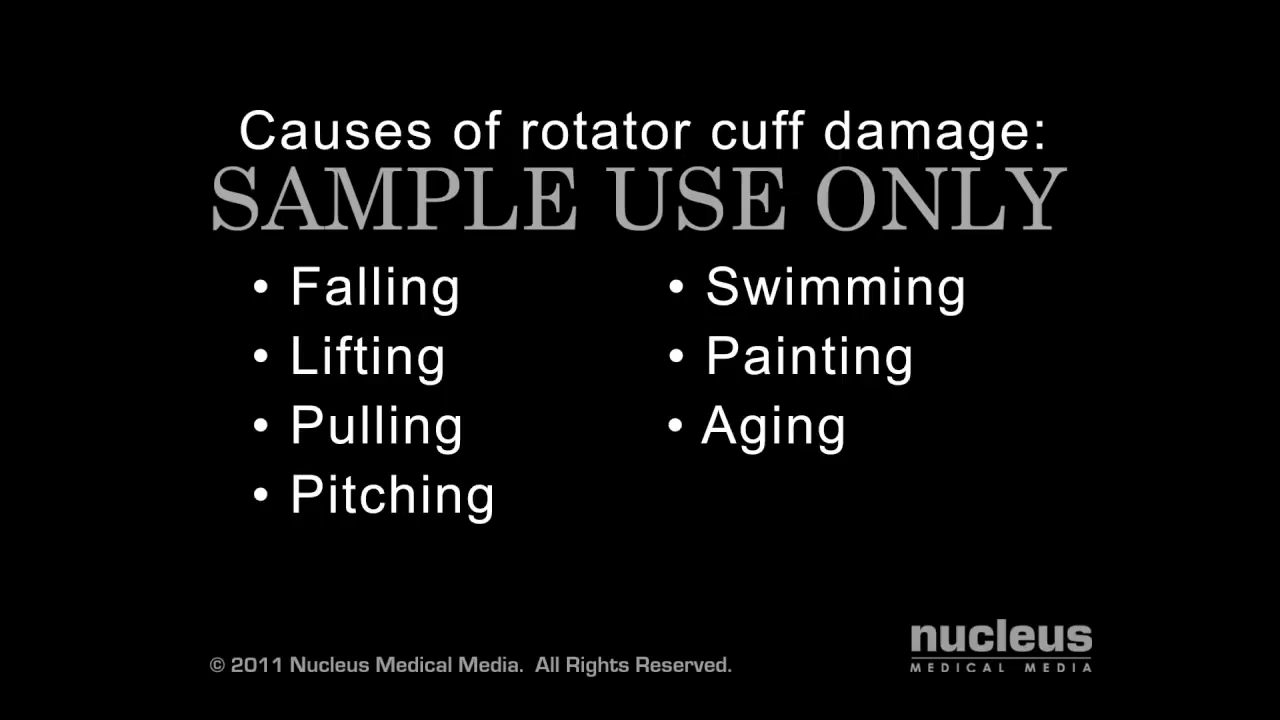 Causes of rotator cuff damage:
SAMPLE USE ONLY
• Falling
• Lifting
• Pulling
• Pitching
• Swimming
• Painting
• Aging
© 2011 Nucleus Medical Media. All Rights Reserved.
nucleus
MEDICAL MEDIA